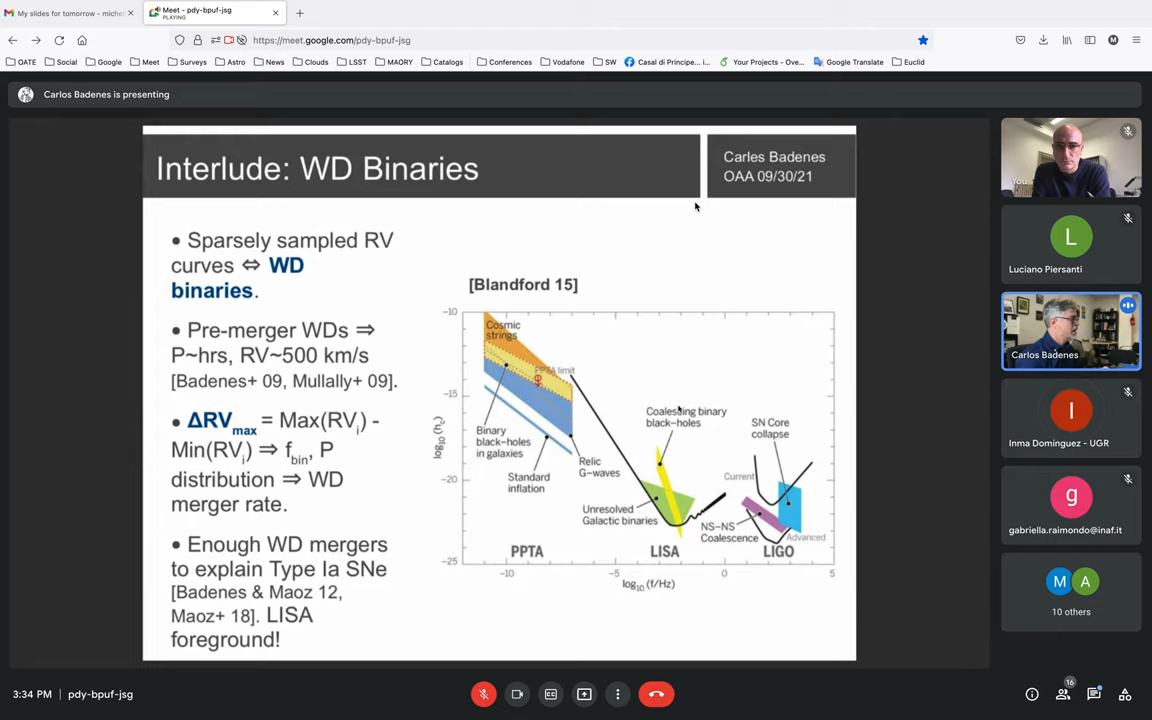 My slides for tomorrow - michel
Meet - pdy-bpuf-jsg
PLAYING
https://meet.google.com/pdy-bpuf-jsg
OATE
Social
Google
Meet
Surveys
Astro
News
Clouds
LSST
MAORY
Catalogs
Conferences
Vodafone
SW
Casal di Principe... i...
Your Projects - Ove...
Google Translate
Grocer
Euclid
Carlos Badenes is presenting
Interlude: WD Binaries
Carles Badenes
OAA 09/30/21
• Sparsely sampled RV
curves ⇔ WD
binaries.
• Pre-merger WDs ⇒
P~hrs, RV~500 km/s
[Badenes+ 09, Mullally+ 09].
• ΔRVmax = Max(RVi) -
Min(RVi) ⇒ fbin, P
distribution ⇒ WD
merger rate.
• Enough WD mergers
to explain Type Ia SNe
[Badenes & Maoz 12,
Maoz+ 18]. LISA
foreground!
[Blandford 15]
-10
-15
-20
-25
log10 (hc)
Cosmic
strings
PPTA limit
Binary
black-holes
in galaxies
Standard
inflation
Relic
G-waves
Coalescing binary
black-holes
Unresolved
Galactic binaries
SN Core
collapse
Current
NS-NS
Coalescence
Advanced
PPTA
LISA
LIGO
-10
-5
0
5
log10 (f/Hz)
You
L
Luciano Piersanti
Carlos Badenes
I
Inma Dominguez - UGR
g
gabriella.raimondo@inaf.it
M
A
10 others
3:34 PM | pdy-bpuf-jsg
16